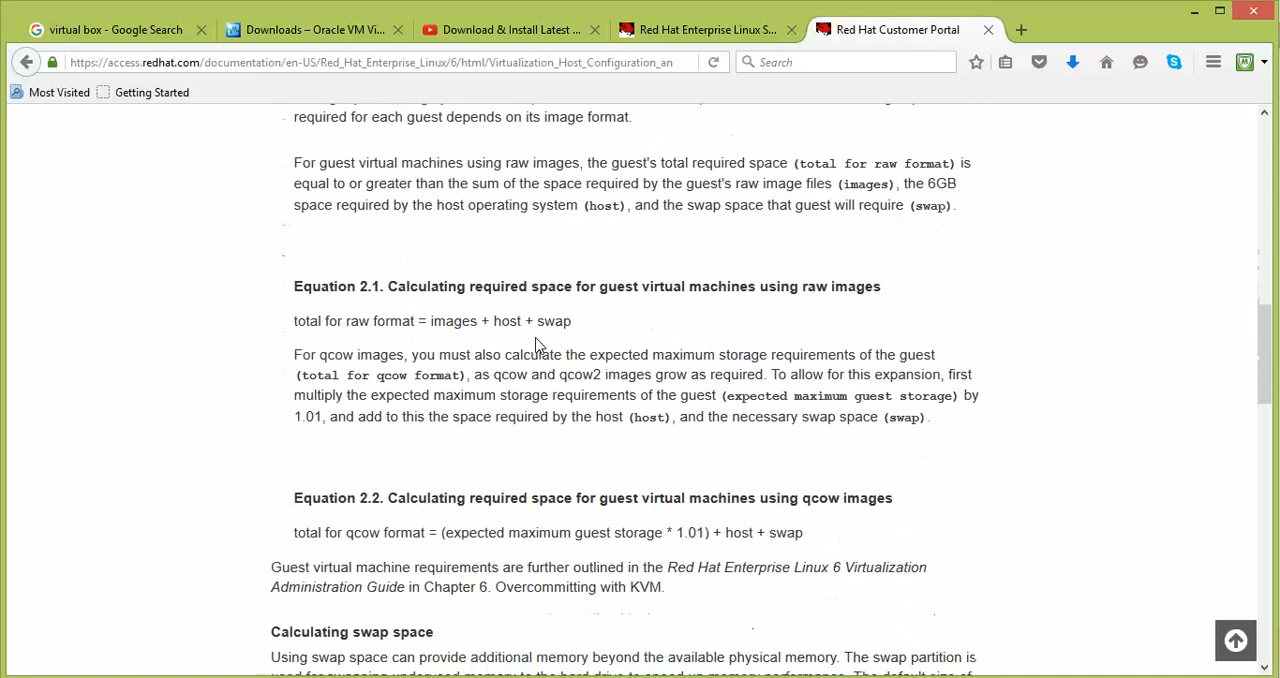 virtual box - Google Search
Downloads – Oracle VM Vi...
Download & Install Latest ...
Red Hat Enterprise Linux S...
Red Hat Customer Portal
https://access.redhat.com/documentation/en-US/Red_Hat_Enterprise_Linux/6/html/Virtualization_Host_Configuration_an
Search
Most Visited
Getting Started
required for each guest depends on its image format.
For guest virtual machines using raw images, the guest's total required space (total for raw format) is
equal to or greater than the sum of the space required by the guest's raw image files (images), the 6GB
space required by the host operating system (host), and the swap space that guest will require (swap).
Equation 2.1. Calculating required space for guest virtual machines using raw images
total for raw format = images + host + swap
For qcow images, you must also calculate the expected maximum storage requirements of the guest
(total for qcow format), as qcow and qcow2 images grow as required. To allow for this expansion, first
multiply the expected maximum storage requirements of the guest (expected maximum guest storage) by
1.01, and add to this the space required by the host (host), and the necessary swap space (swap).
Equation 2.2. Calculating required space for guest virtual machines using qcow images
total for qcow format = (expected maximum guest storage * 1.01) + host + swap
Guest virtual machine requirements are further outlined in the Red Hat Enterprise Linux 6 Virtualization
Administration Guide in Chapter 6. Overcommitting with KVM.
Calculating swap space
Using swap space can provide additional memory beyond the available physical memory. The swap partition is